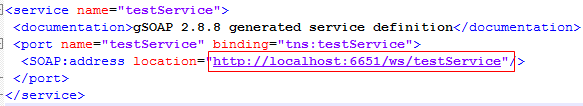 <service name="testService">
<documentation>gSOAP 2.8.8 generated service definition</documentation>
<port name="testService" binding="tns:testService">
<SOAP:address location="http://localhost:6651/ws/testService"/>
</port>
</service>